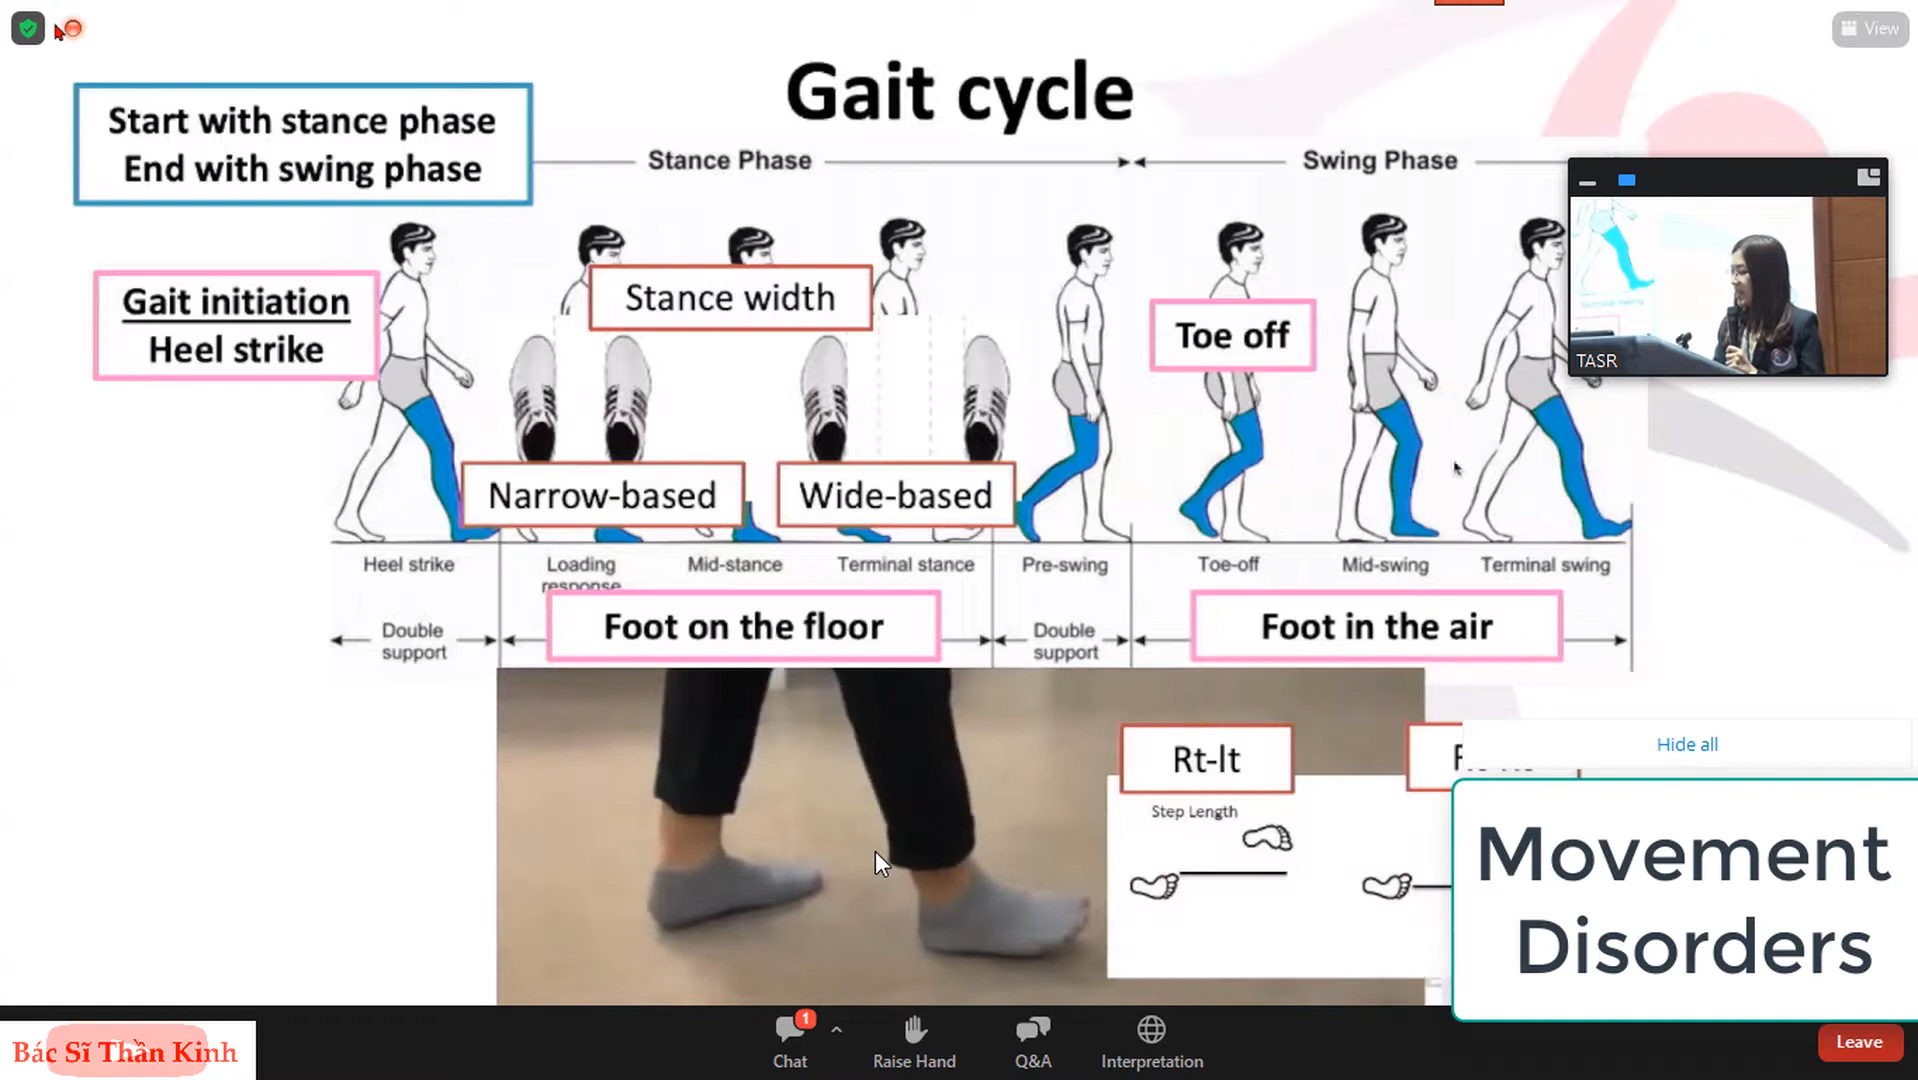 View
Gait cycle
Start with stance phase
End with swing phase
Stance Phase
Swing Phase
Gait initiation
Heel strike
Stance width
Toe off
TASR
Narrow-based
Wide-based
Heel strike
Loading
response
Mid-stance
Terminal stance
Pre-swing
Toe-off
Mid-swing
Terminal swing
Double
support
Foot on the floor
Double
support
Foot in the air
Rt-lt
Step Length
Hide all
Movement
Disorders
Bác Sĩ Thần Kinh
1
Chat
Raise Hand
Q&A
Interpretation
Leave